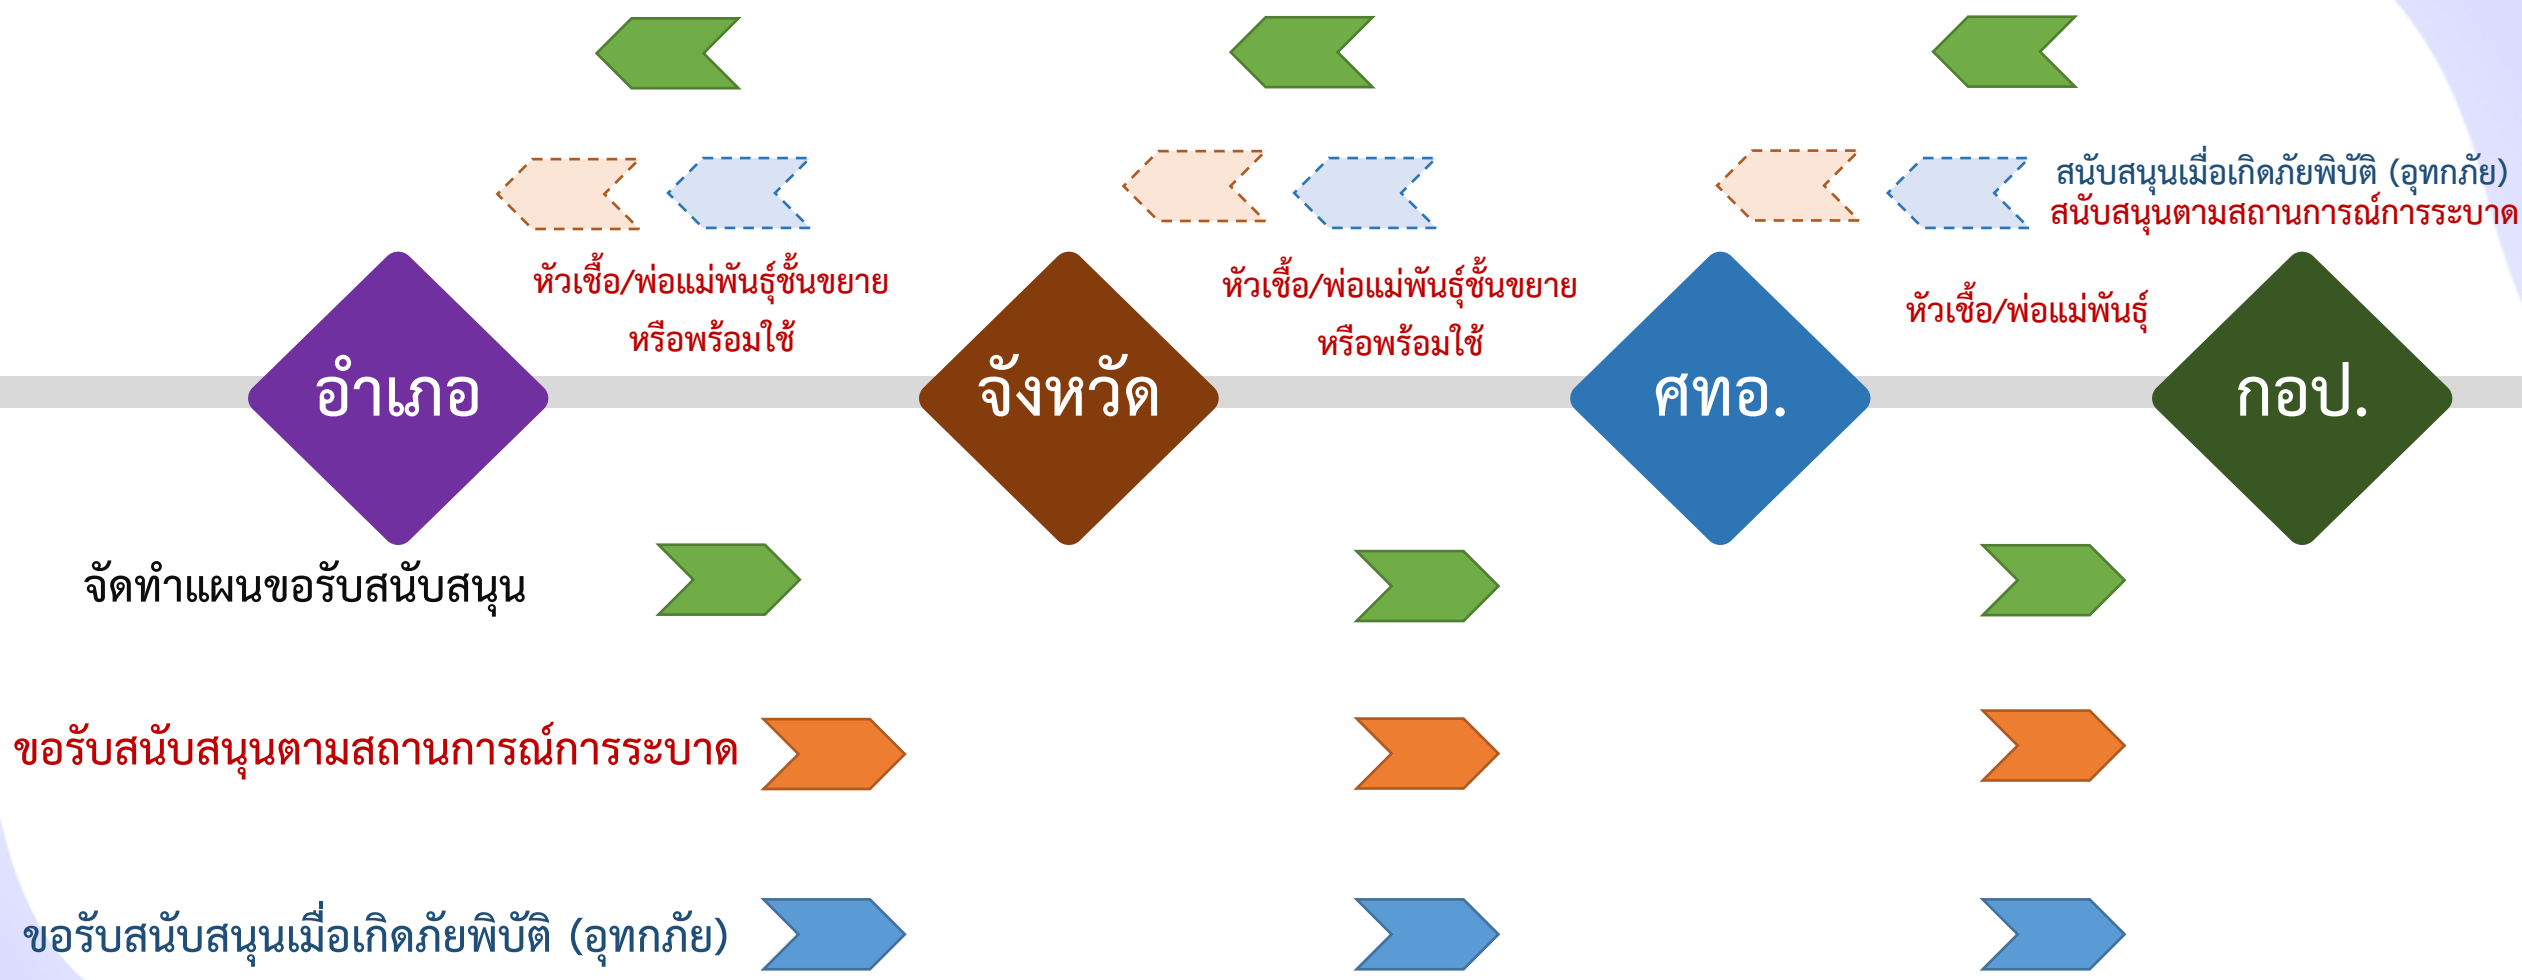 สนับสนุนเมื่อเกิดภัยพิบัติ (อุทกภัย)
สนับสนุนตามสถานการณ์การระบาด
หัวเชื้อ/พ่อแม่พันธุ์ชั้นขยาย
หรือพร้อมใช้
หัวเชื้อ/พ่อแม่พันธุ์ชั้นขยาย
หรือพร้อมใช้
หัวเชื้อ/พ่อแม่พันธุ์
อำเภอ
จังหวัด
ศทอ.
กอป.
จัดทำแผนขอรับสนับสนุน
ขอรับสนับสนุนตามสถานการณ์การระบาด
ขอรับสนับสนุนเมื่อเกิดภัยพิบัติ (อุทกภัย)